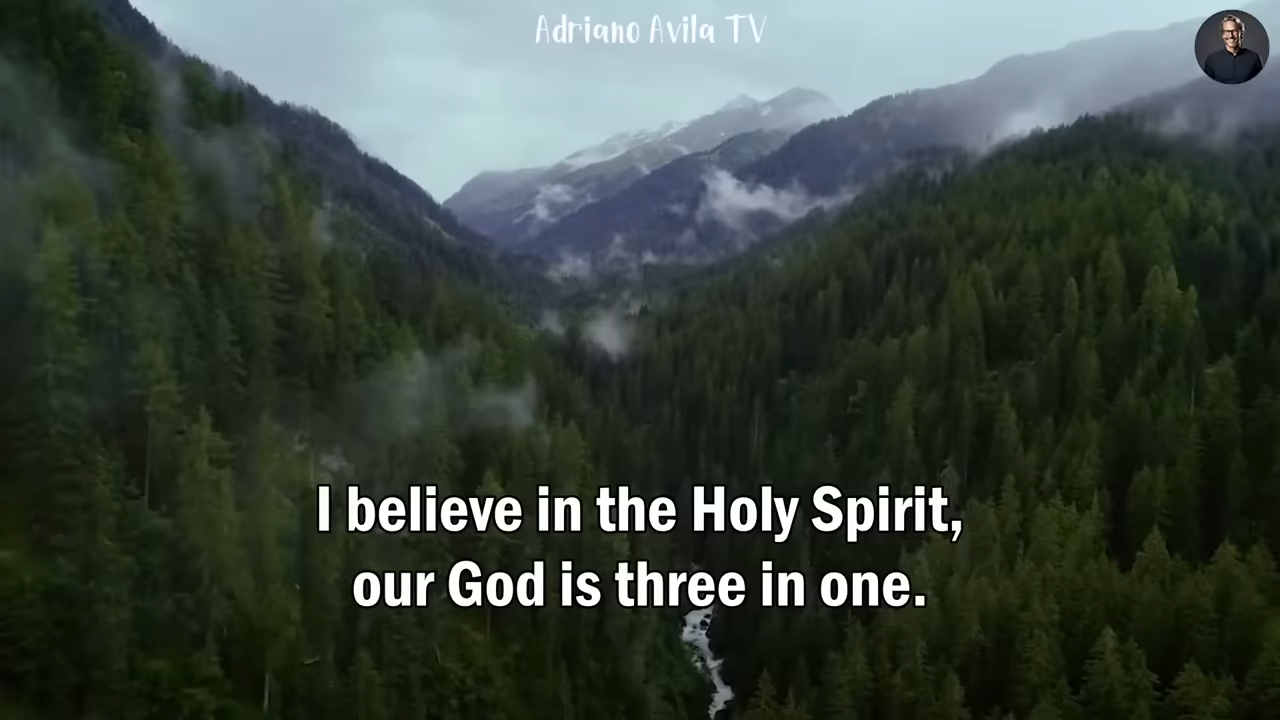 Adriano Avila TV
I believe in the Holy Spirit,
our God is three in one.